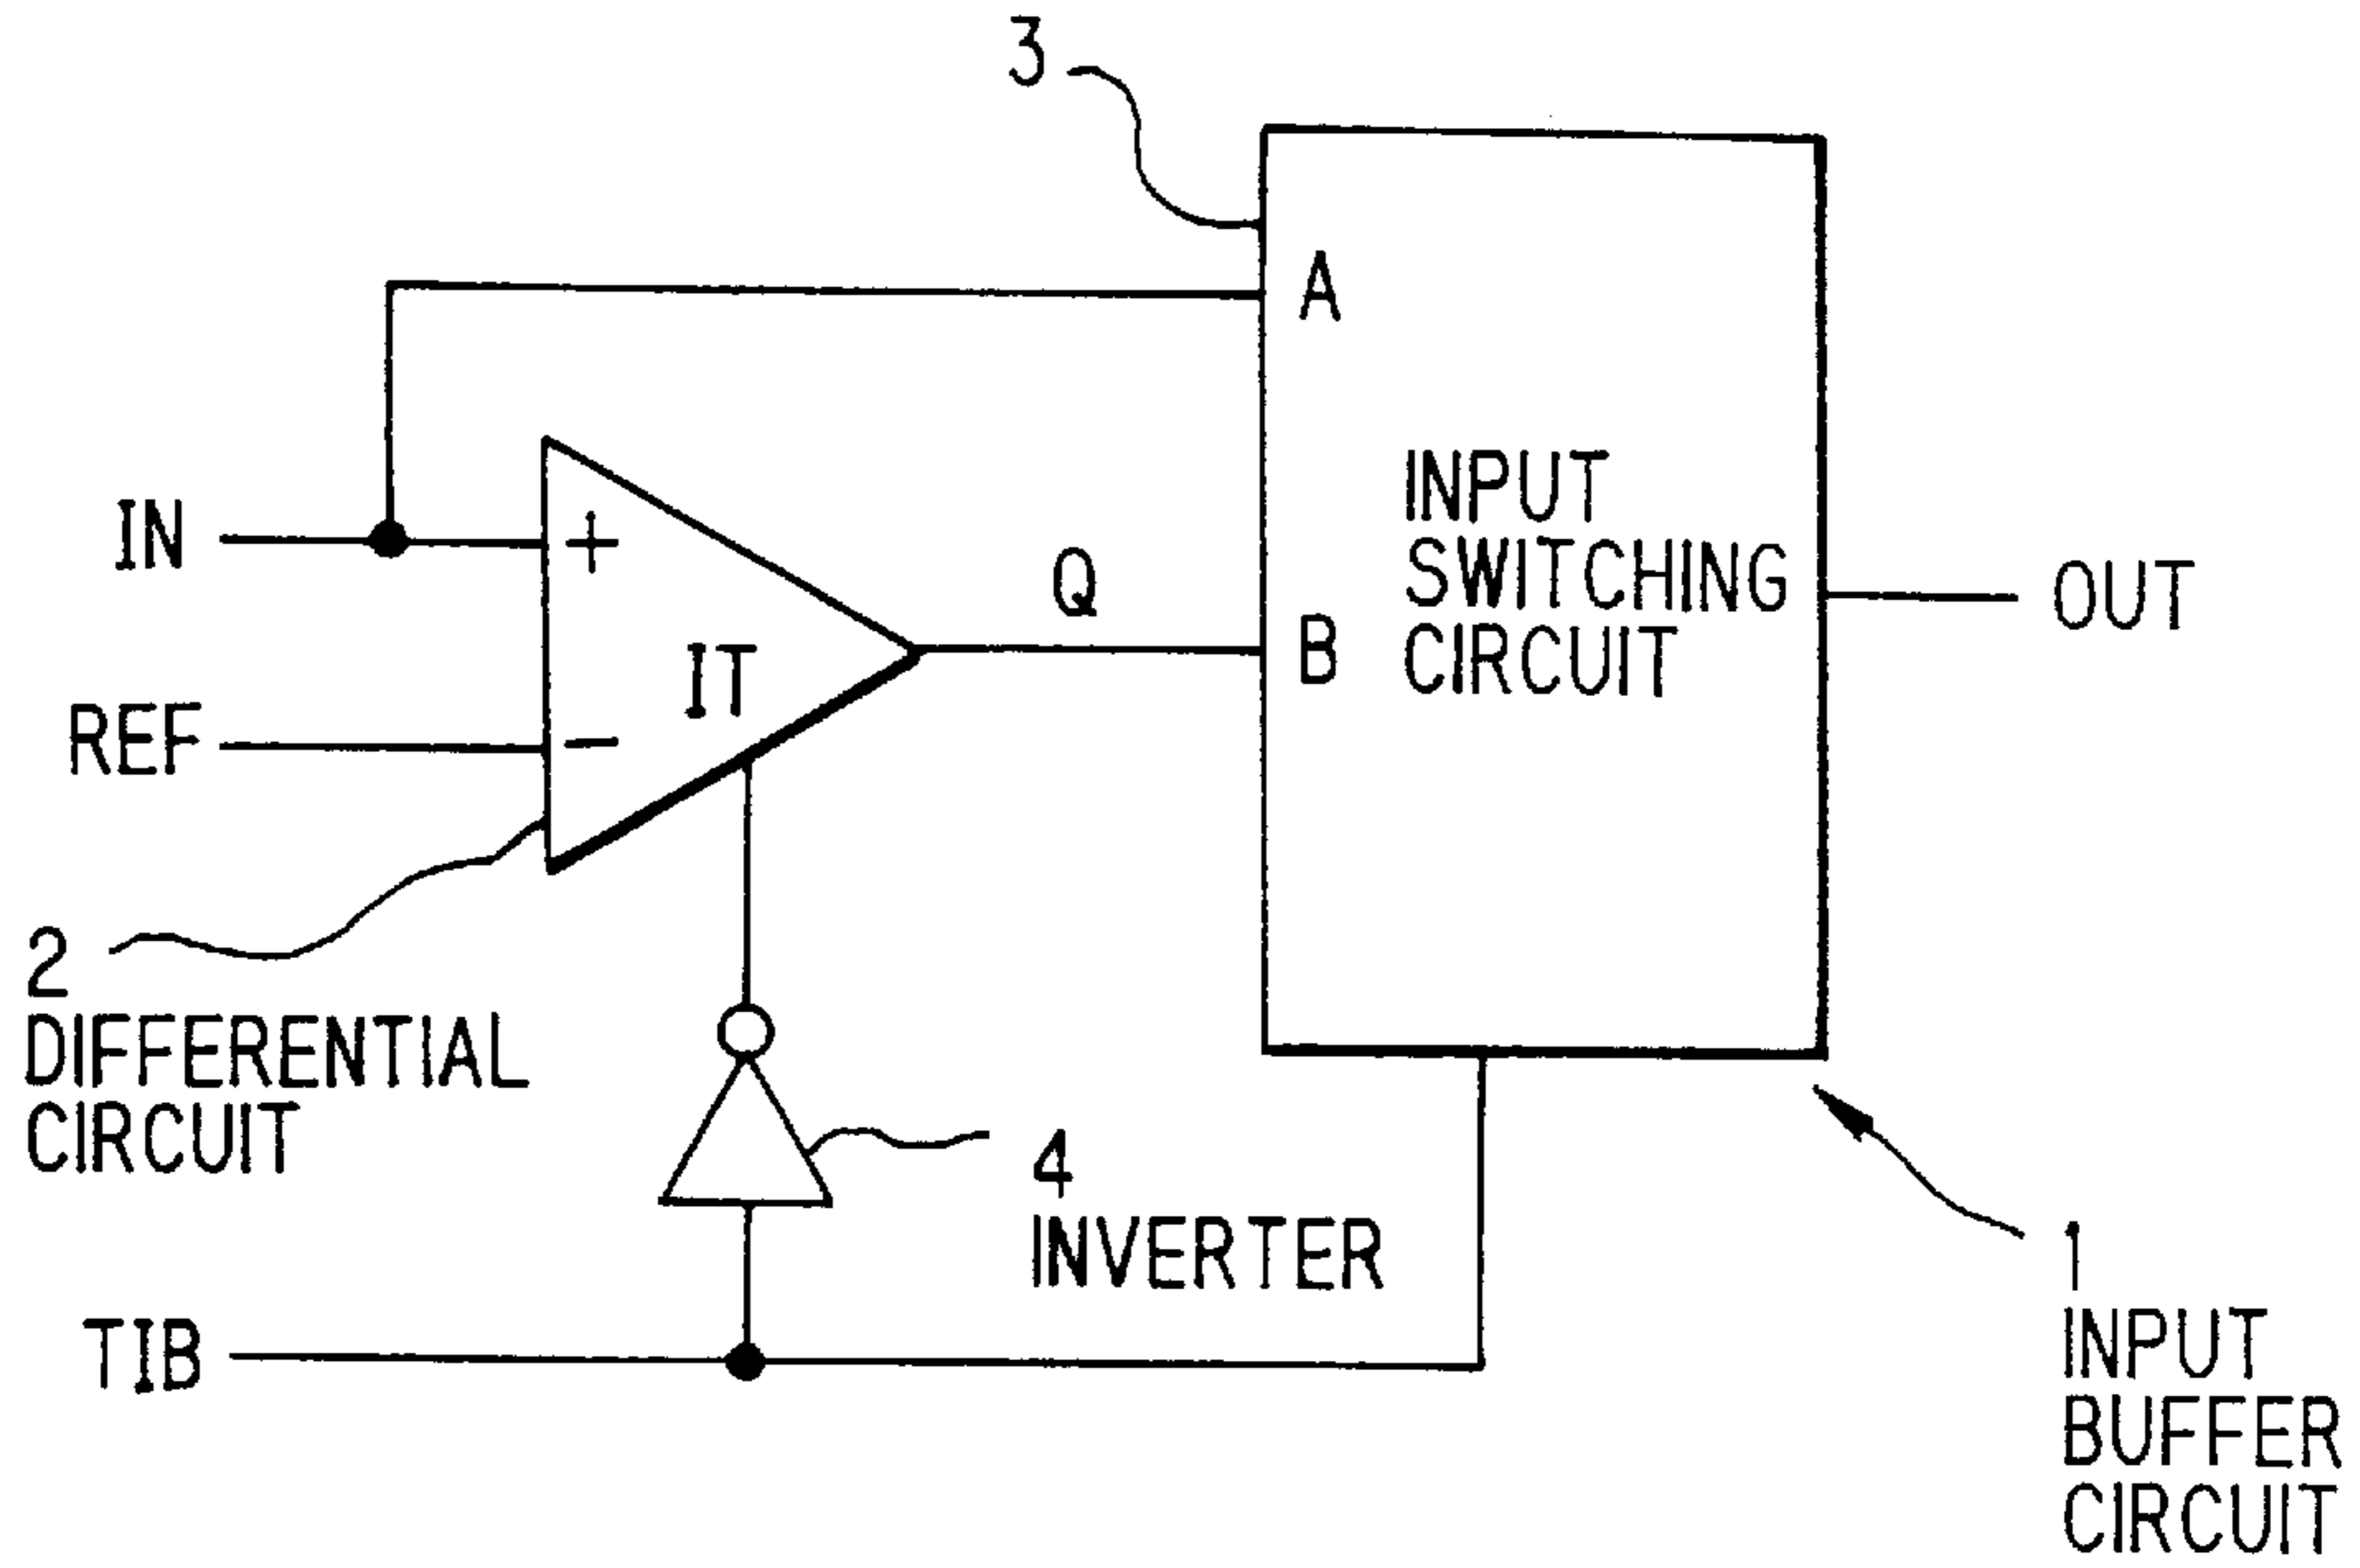 3
A
IN
+
Q
INPUT
SWITCHING
CIRCUIT
OUT
IT
B
REF
−
2
DIFFERENTIAL
CIRCUIT
4
INVERTER
1
INPUT
BUFFER
CIRCUIT
TIB